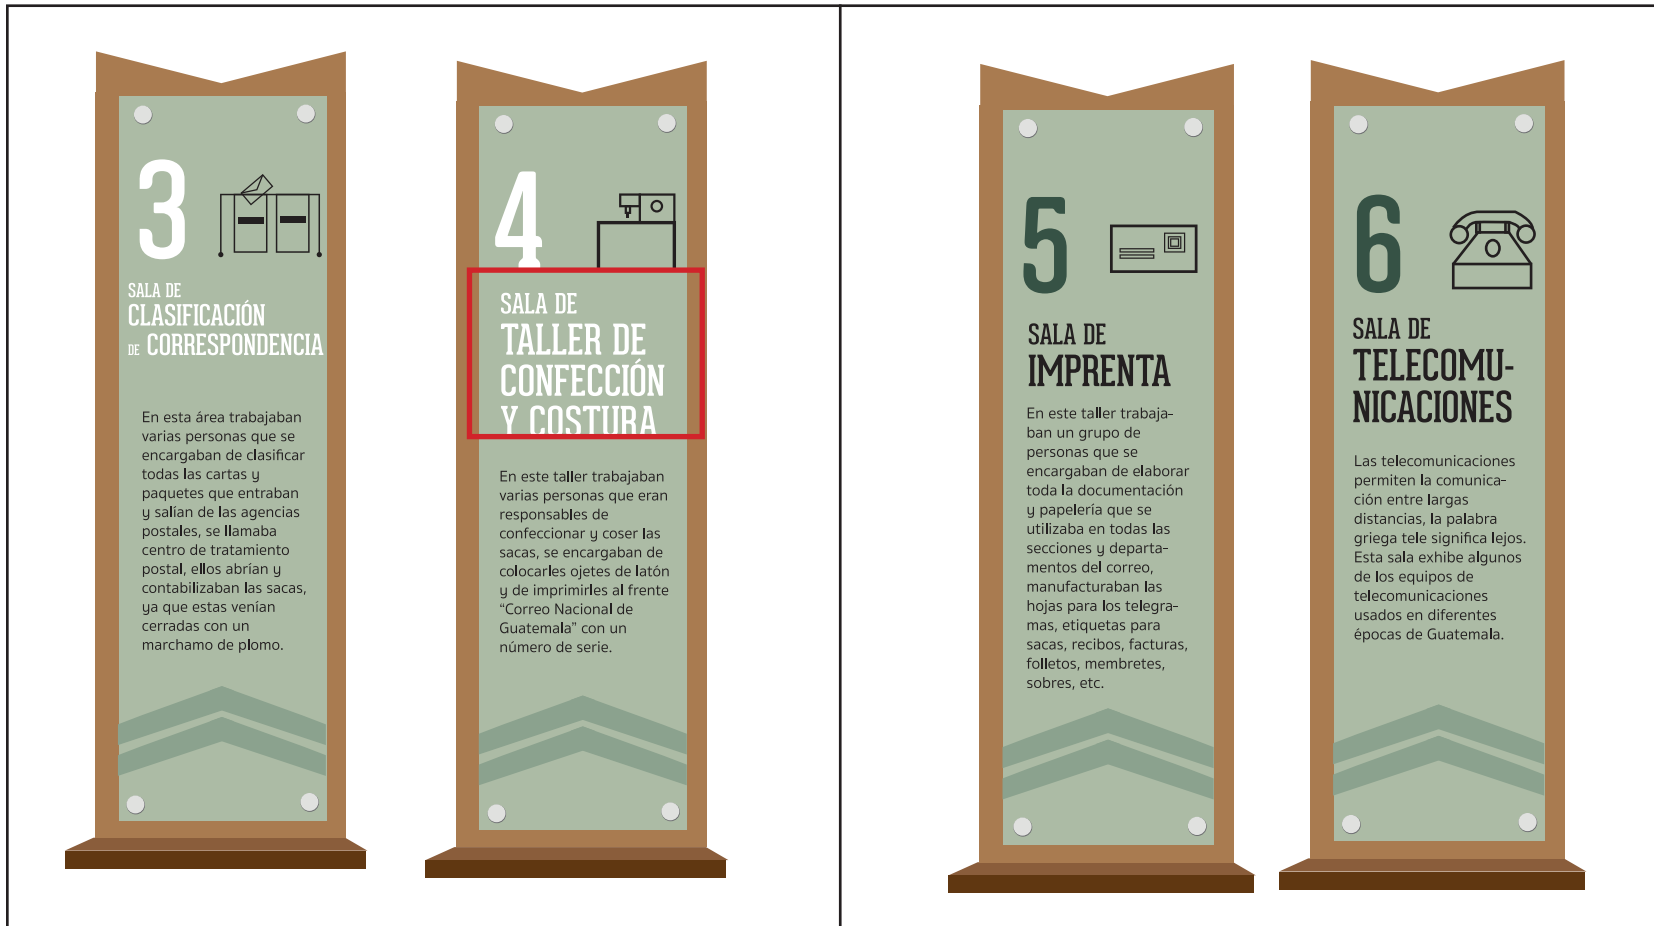 3
SALA DE
CLASIFICACIÓN
DE CORRESPONDENCIA
En esta área trabajaban
varias personas que se
encargaban de clasificar
todas las cartas y
paquetes que entraban
y salían de las agencias
postales, se llamaba
centro de tratamiento
postal, ellos abrían y
contabilizaban las sacas,
ya que estas venían
cerradas con un
marchamo de plomo.
4
SALA DE
TALLER DE
CONFECCIÓN
Y COSTURA
En este taller trabajaban
varias personas que eran
responsables de
confeccionar y coser las
sacas, se encargaban de
colocarles ojetes de latón
y de imprimirles al frente
“Correo Nacional de
Guatemala” con un
número de serie.
5
SALA DE
IMPRENTA
En este taller trabaja-
ban un grupo de
personas que se
encargaban de elaborar
toda la documentación
y papelería que se
utilizaba en todas las
secciones y departa-
mentos del correo,
manufacturaban las
hojas para los telegra-
mas, etiquetas para
sacas, recibos, facturas,
folletos, membretes,
sobres, etc.
6
SALA DE
TELECOMU-
NICACIONES
Las telecomunicaciones
permiten la comunica-
ción entre largas
distancias, la palabra
griega tele significa lejos.
Esta sala exhibe algunos
de los equipos de
telecomunicaciones
usados en diferentes
épocas de Guatemala.